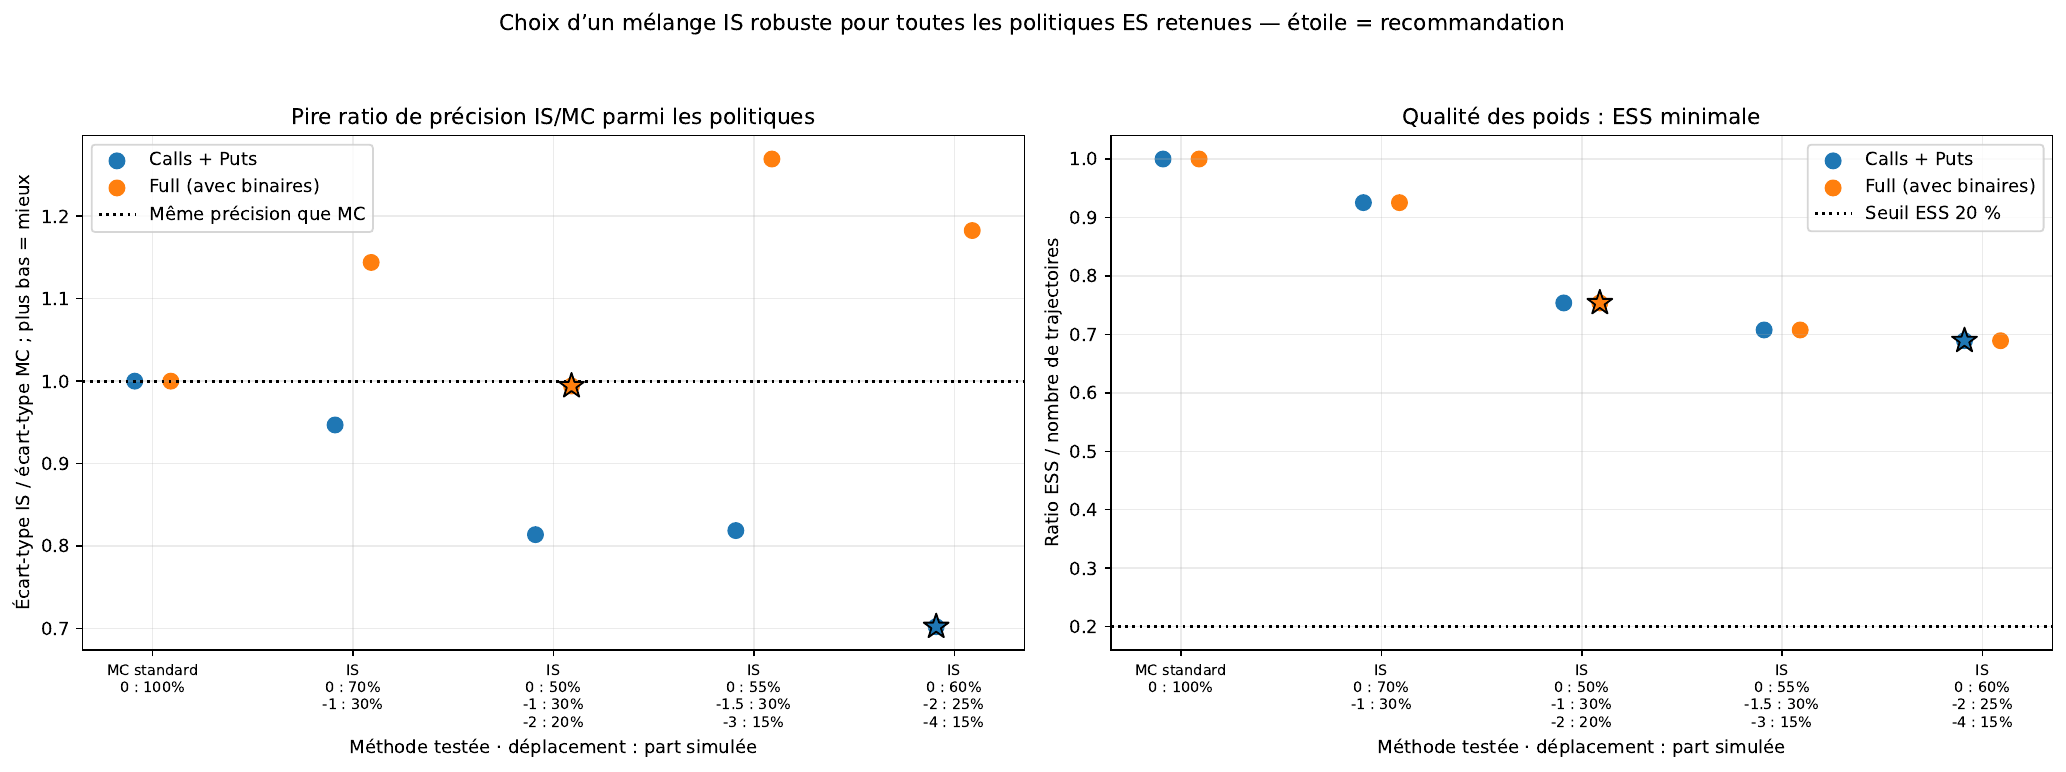 Choix d’un mélange IS robuste pour toutes les politiques ES retenues — étoile = recommandation
Pire ratio de précision IS/MC parmi les politiques
Écart-type IS / écart-type MC ; plus bas = mieux
1.2
1.1
1.0
0.9
0.8
0.7
Calls + Puts
Full (avec binaires)
Même précision que MC
MC standard
0 : 100%
IS
0 : 70%
-1 : 30%
IS
0 : 50%
-1 : 30%
-2 : 20%
IS
0 : 55%
-1.5 : 30%
-3 : 15%
IS
0 : 60%
-2 : 25%
-4 : 15%
Méthode testée · déplacement : part simulée
Qualité des poids : ESS minimale
Ratio ESS / nombre de trajectoires
1.0
0.9
0.8
0.7
0.6
0.5
0.4
0.3
0.2
Calls + Puts
Full (avec binaires)
Seuil ESS 20 %
MC standard
0 : 100%
IS
0 : 70%
-1 : 30%
IS
0 : 50%
-1 : 30%
-2 : 20%
IS
0 : 55%
-1.5 : 30%
-3 : 15%
IS
0 : 60%
-2 : 25%
-4 : 15%
Méthode testée · déplacement : part simulée